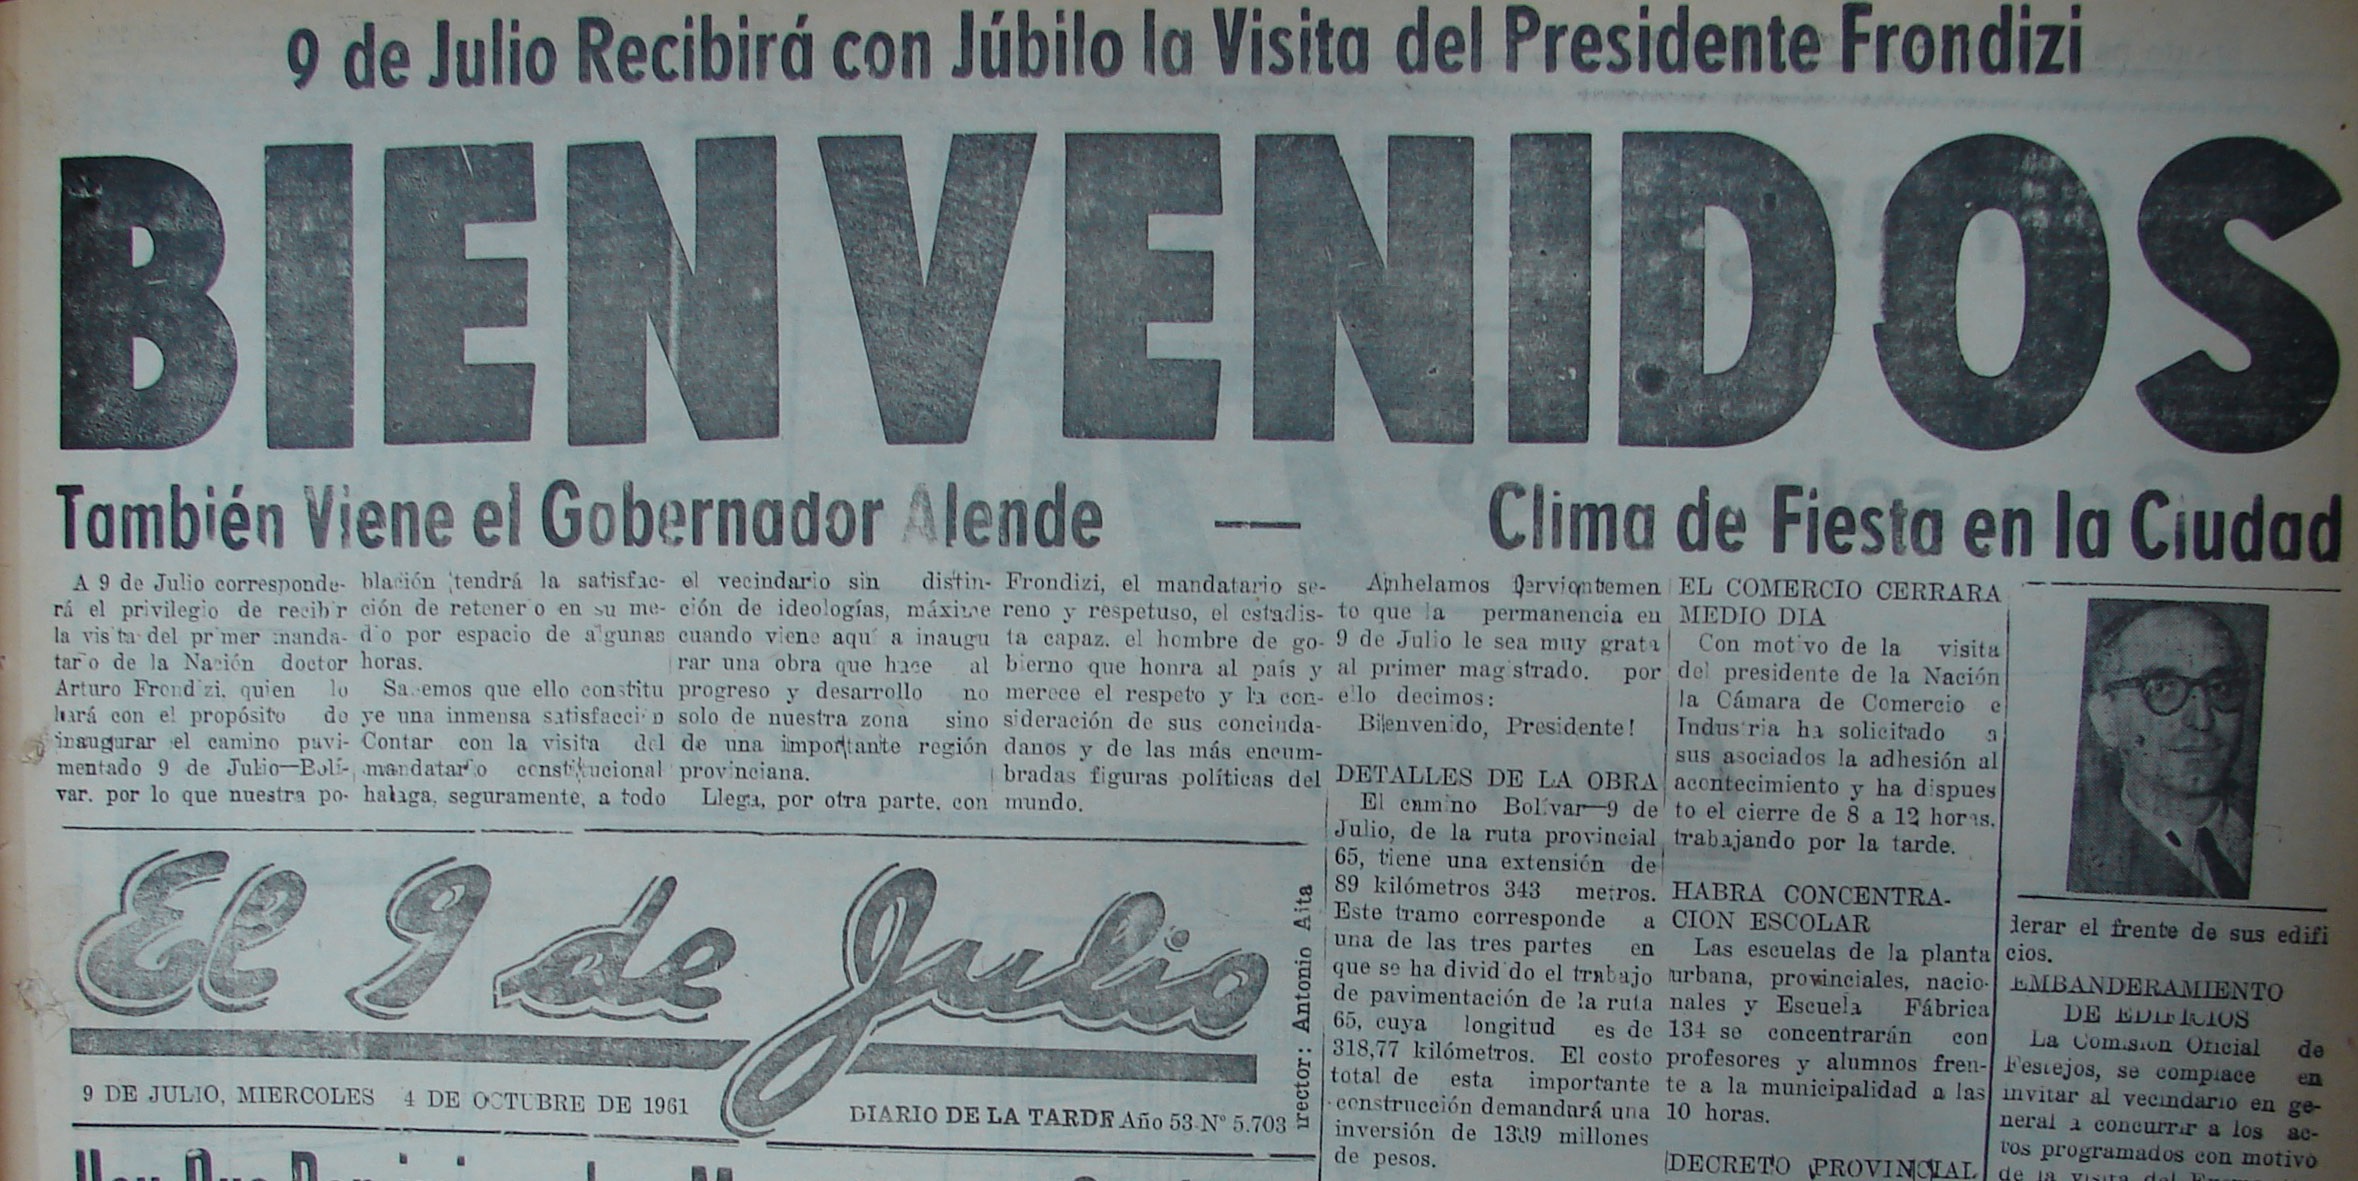 9 de Julio Recibirá con Júbilo la Visita del Presidente Frondizi
BIENVENIDOS
También Viene el Gobernador Alende — Clima de Fiesta en la Ciudad
A 9 de Julio corresponde-
rá el privilegio de recibir
la visita del primer manda-
tario de la Nación doctor
Arturo Frondizi, quien lo
hará con el propósito de
inaugurar el camino pavi-
mentado 9 de Julio—Bolí-
var, por lo que nuestra po-
blación tendrá la satisfac-
ción de retenerlo en su me-
dio por espacio de algunas
horas.
Sabemos que ello constitu
ye una inmensa satisfacción
Contar con la visita del
mandatario constitucional
halaga, seguramente, a todo
el vecindario sin distin-
ción de ideologías, máxime
cuando viene aquí a inaugu
rar una obra que hace al
progreso y desarrollo no
solo de nuestra zona sino
de una importante región
provinciana.
Llega, por otra parte, con
Frondizi, el mandatario se-
reno y respetuso, el estadis-
ta capaz, el hombre de go-
bierno que honra al país y
merece el respeto y la con-
sideración de sus conciuda-
danos y de las más encum-
bradas figuras políticas del
mundo.
Anhelamos
to que la permanencia en
9 de Julio le sea muy grata
al primer magistrado. por
ello decimos:
Bienvenido, Presidente!
DETALLES DE LA OBRA
El camino Bolívar—9 de
Julio, de la ruta provincial
65, tiene una extensión de
89 kilómetros 343 metros.
Este tramo corresponde a
una de las tres partes en
que se ha dividido el trabajo
de pavimentación de la ruta
65, cuya longitud es de
318,77 kilómetros. El costo
total de esta importante
construcción demandará una
inversión de 1339 millones
de pesos.
EL COMERCIO CERRARA
MEDIO DIA
Con motivo de la visita
del presidente de la Nación
la Cámara de Comercio e
Industria ha solicitado a
sus asociados la adhesión al
acontecimiento y ha dispues
to el cierre de 8 a 12 horas,
trabajando por la tarde.
HABRA CONCENTRA-
CION ESCOLAR
Las escuelas de la planta
urbana, provinciales, nacio-
nales y Escuela Fábrica
134 se concentrarán con
profesores y alumnos fren-
te a la municipalidad a las
10 horas.
DECRETO PROVINCIAL
derar el frente de sus edifi
cios.
EMBANDERAMIENTO
DE EDIFICIOS
La Comisión Oficial de
Festejos, se complace en
invitar al vecindario en ge-
neral a concurrir a los ac-
tos programados con motivo
de la visita del
El 9 de Julio
Director: Antonio Aita
9 DE JULIO, MIERCOLES 4 DE OCTUBRE DE 1961
DIARIO DE LA TARDE Año 53 N° 5.703